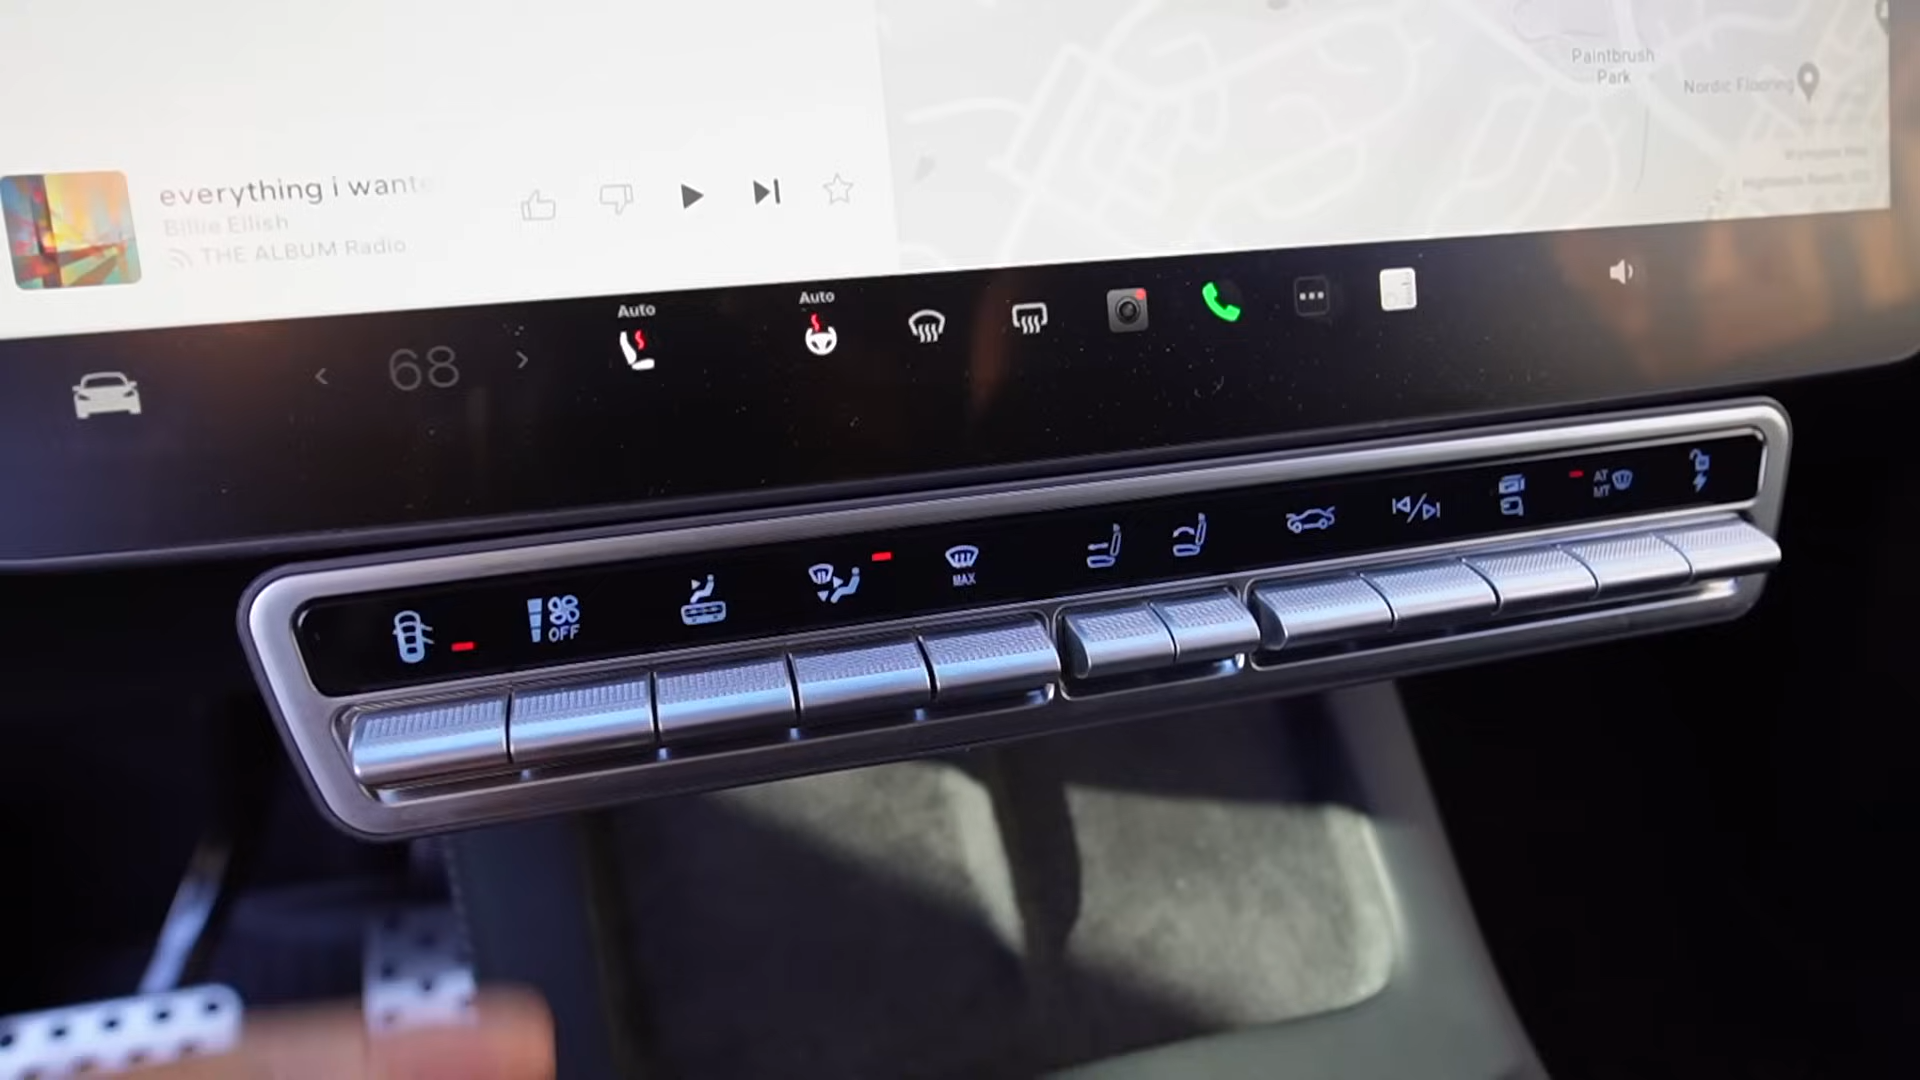 Paintbrush
Park
Nordic Flooring
everything i want
Billie Eilish
THE ALBUM Radio
Auto
Auto
68
OFF
MAX
AT
MT